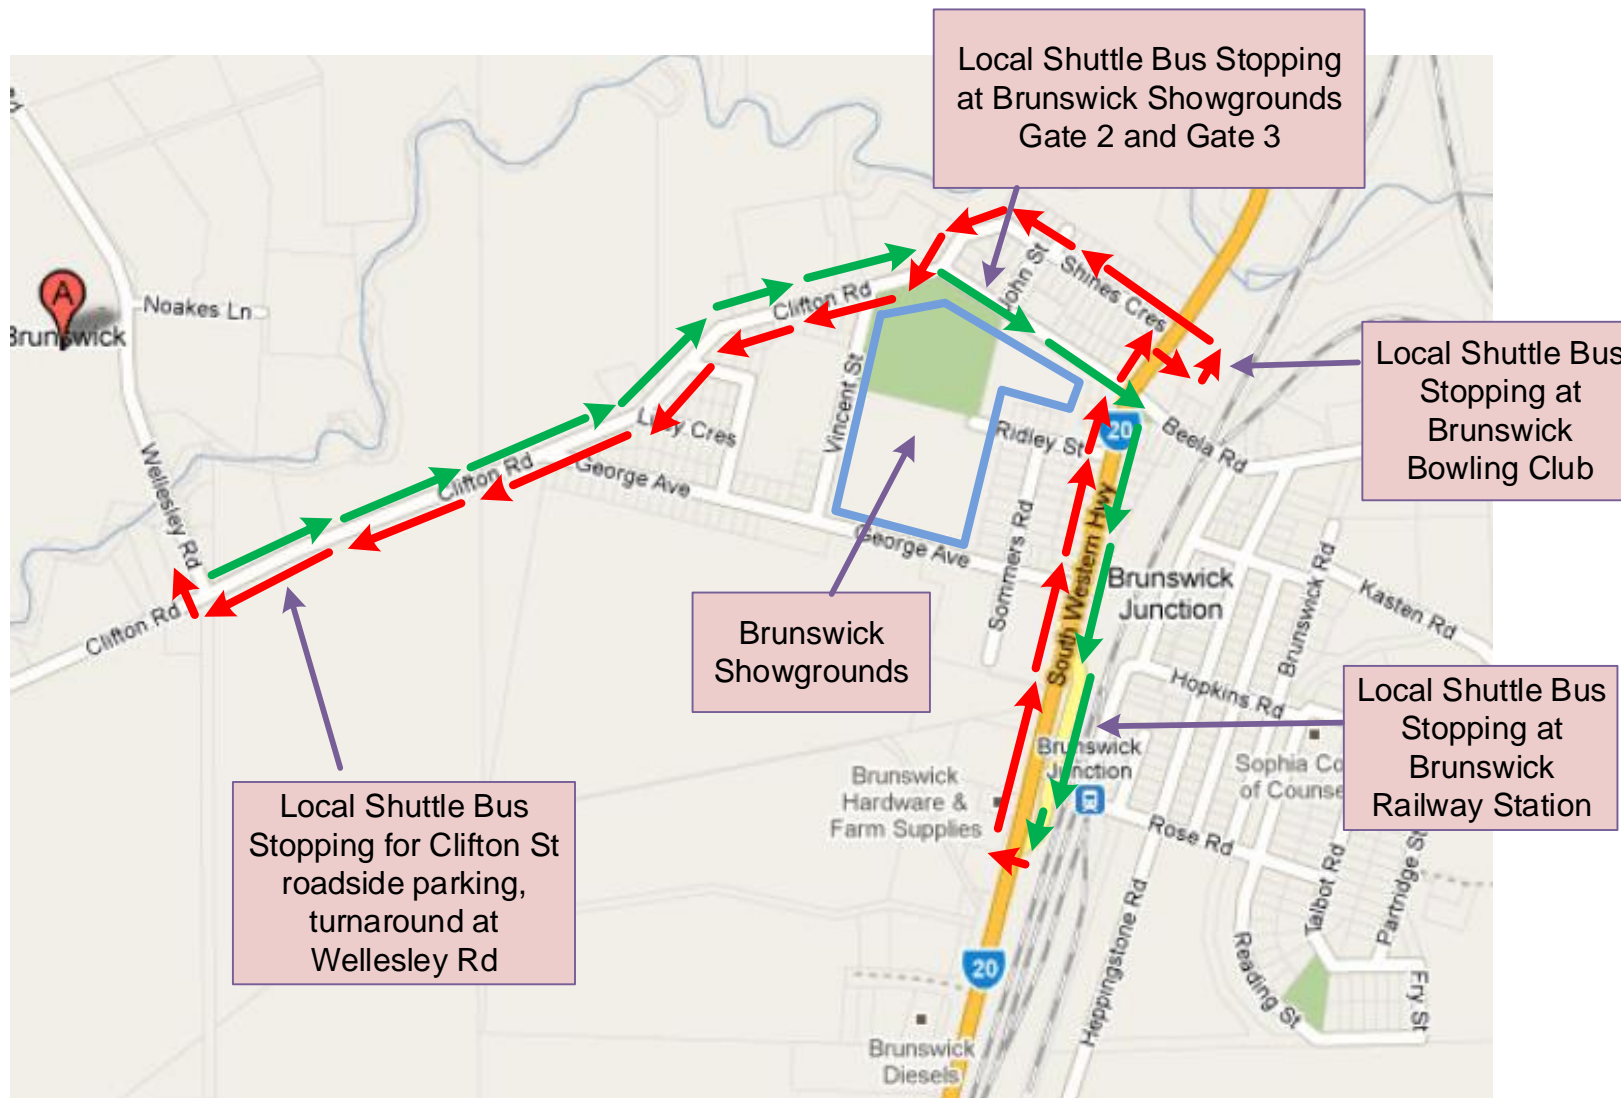 Local Shuttle Bus Stopping
at Brunswick Showgrounds
Gate 2 and Gate 3
John St
Shines Cres
Clifton Rd
Noakes Ln
A
Brunswick
Local Shuttle Bus
Stopping at
Brunswick
Bowling Club
Vincent St
Cres
20
Ridley St
Beela Rd
Wellesley Rd
Clifton Rd
George Ave
South Western Hwy
Sommers Rd
George Ave
Brunswick
Junction
Brunswick Rd
Kasten Rd
Clifton Rd
Brunswick
Showgrounds
Hopkins Rd
Local Shuttle Bus
Stopping at
Brunswick
Railway Station
Brunswick
Junction
Sophia Co
of Counse
Brunswick
Hardware &
Farm Supplies
Rose Rd
Local Shuttle Bus
Stopping for Clifton St
roadside parking,
turnaround at
Wellesley Rd
Heppingstone Rd
Talbot Rd
Partridge St
Reading St
Fry St
20
Brunswick
Diesels